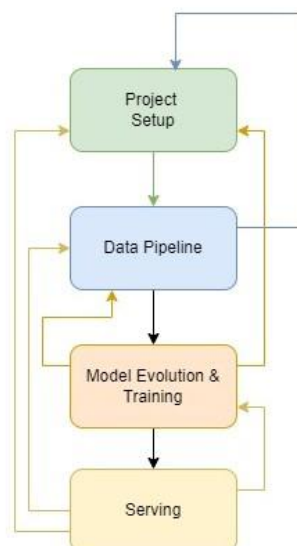 Project
Setup
Data Pipeline
Model Evolution &
Training
Serving